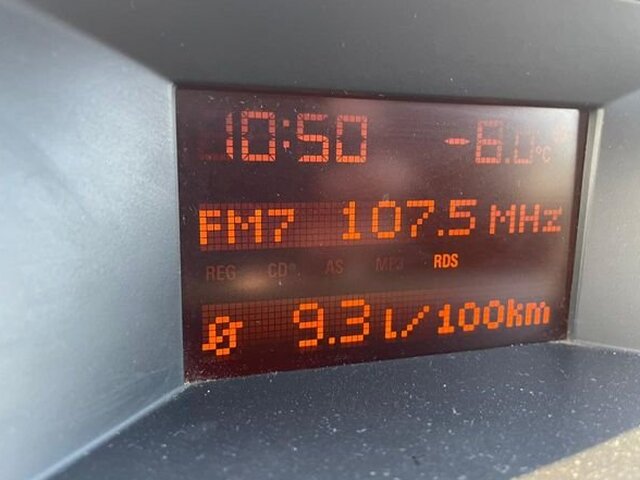 10:50 -6.0°C
FM7 107.5 MHz
REG CD AS MP3 RDS
Ø 9.3 l/100km